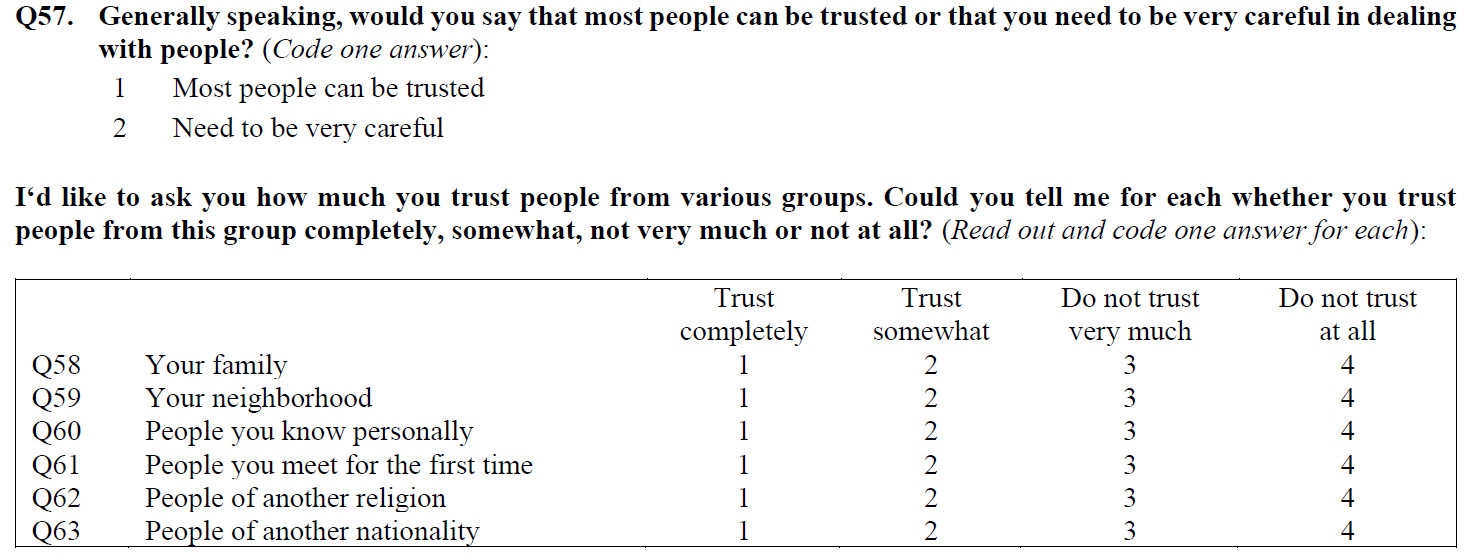 Q57. Generally speaking, would you say that most people can be trusted or that you need to be very careful in dealing
with people? (Code one answer):
1 Most people can be trusted
2 Need to be very careful
I‘d like to ask you how much you trust people from various groups. Could you tell me for each whether you trust
people from this group completely, somewhat, not very much or not at all? (Read out and code one answer for each):
Trust Trust Do not trust Do not trust
completely somewhat very much at all
Q58 Your family 1 2 3 4
Q59 Your neighborhood 1 2 3 4
Q60 People you know personally 1 2 3 4
Q61 People you meet for the first time 1 2 3 4
Q62 People of another religion 1 2 3 4
Q63 People of another nationality 1 2 3 4